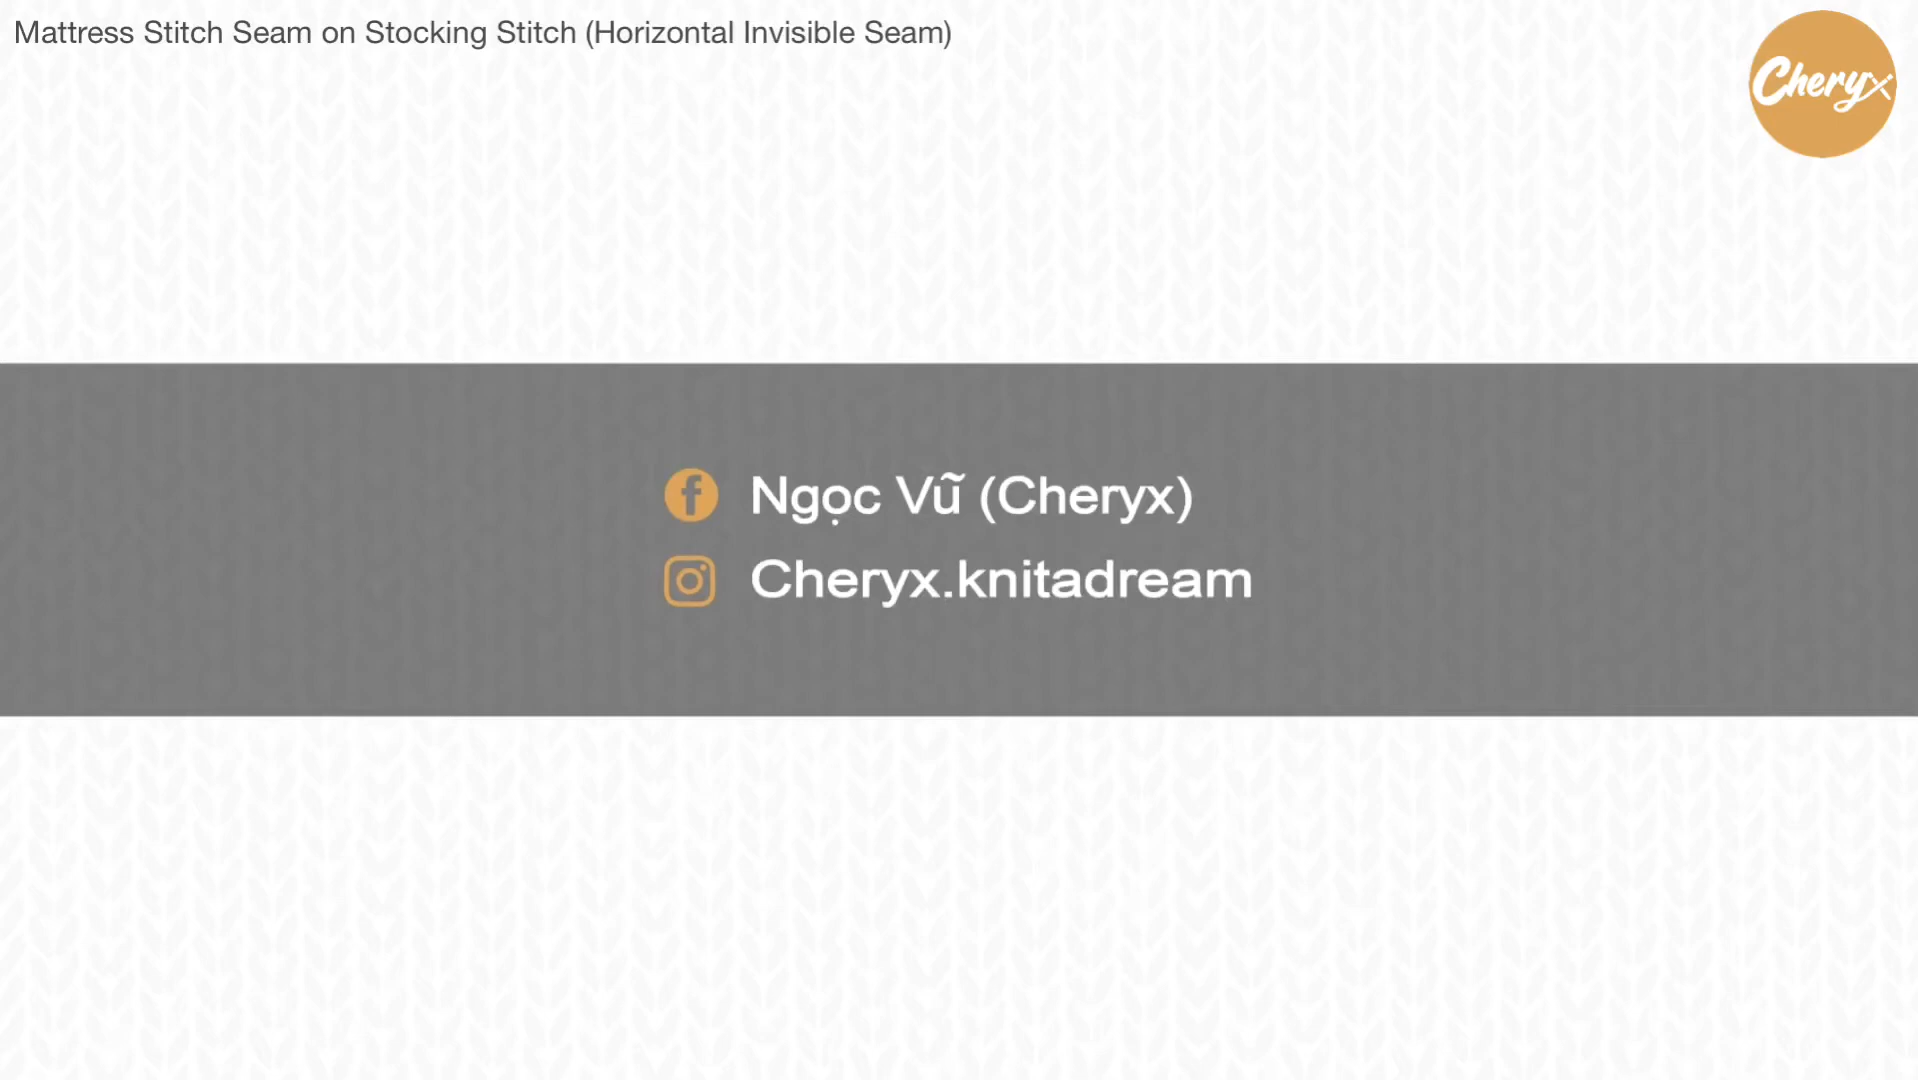 Mattress Stitch Seam on Stocking Stitch (Horizontal Invisible Seam)
Cheryx
Ngọc Vũ (Cheryx)
Cheryx.knitadream